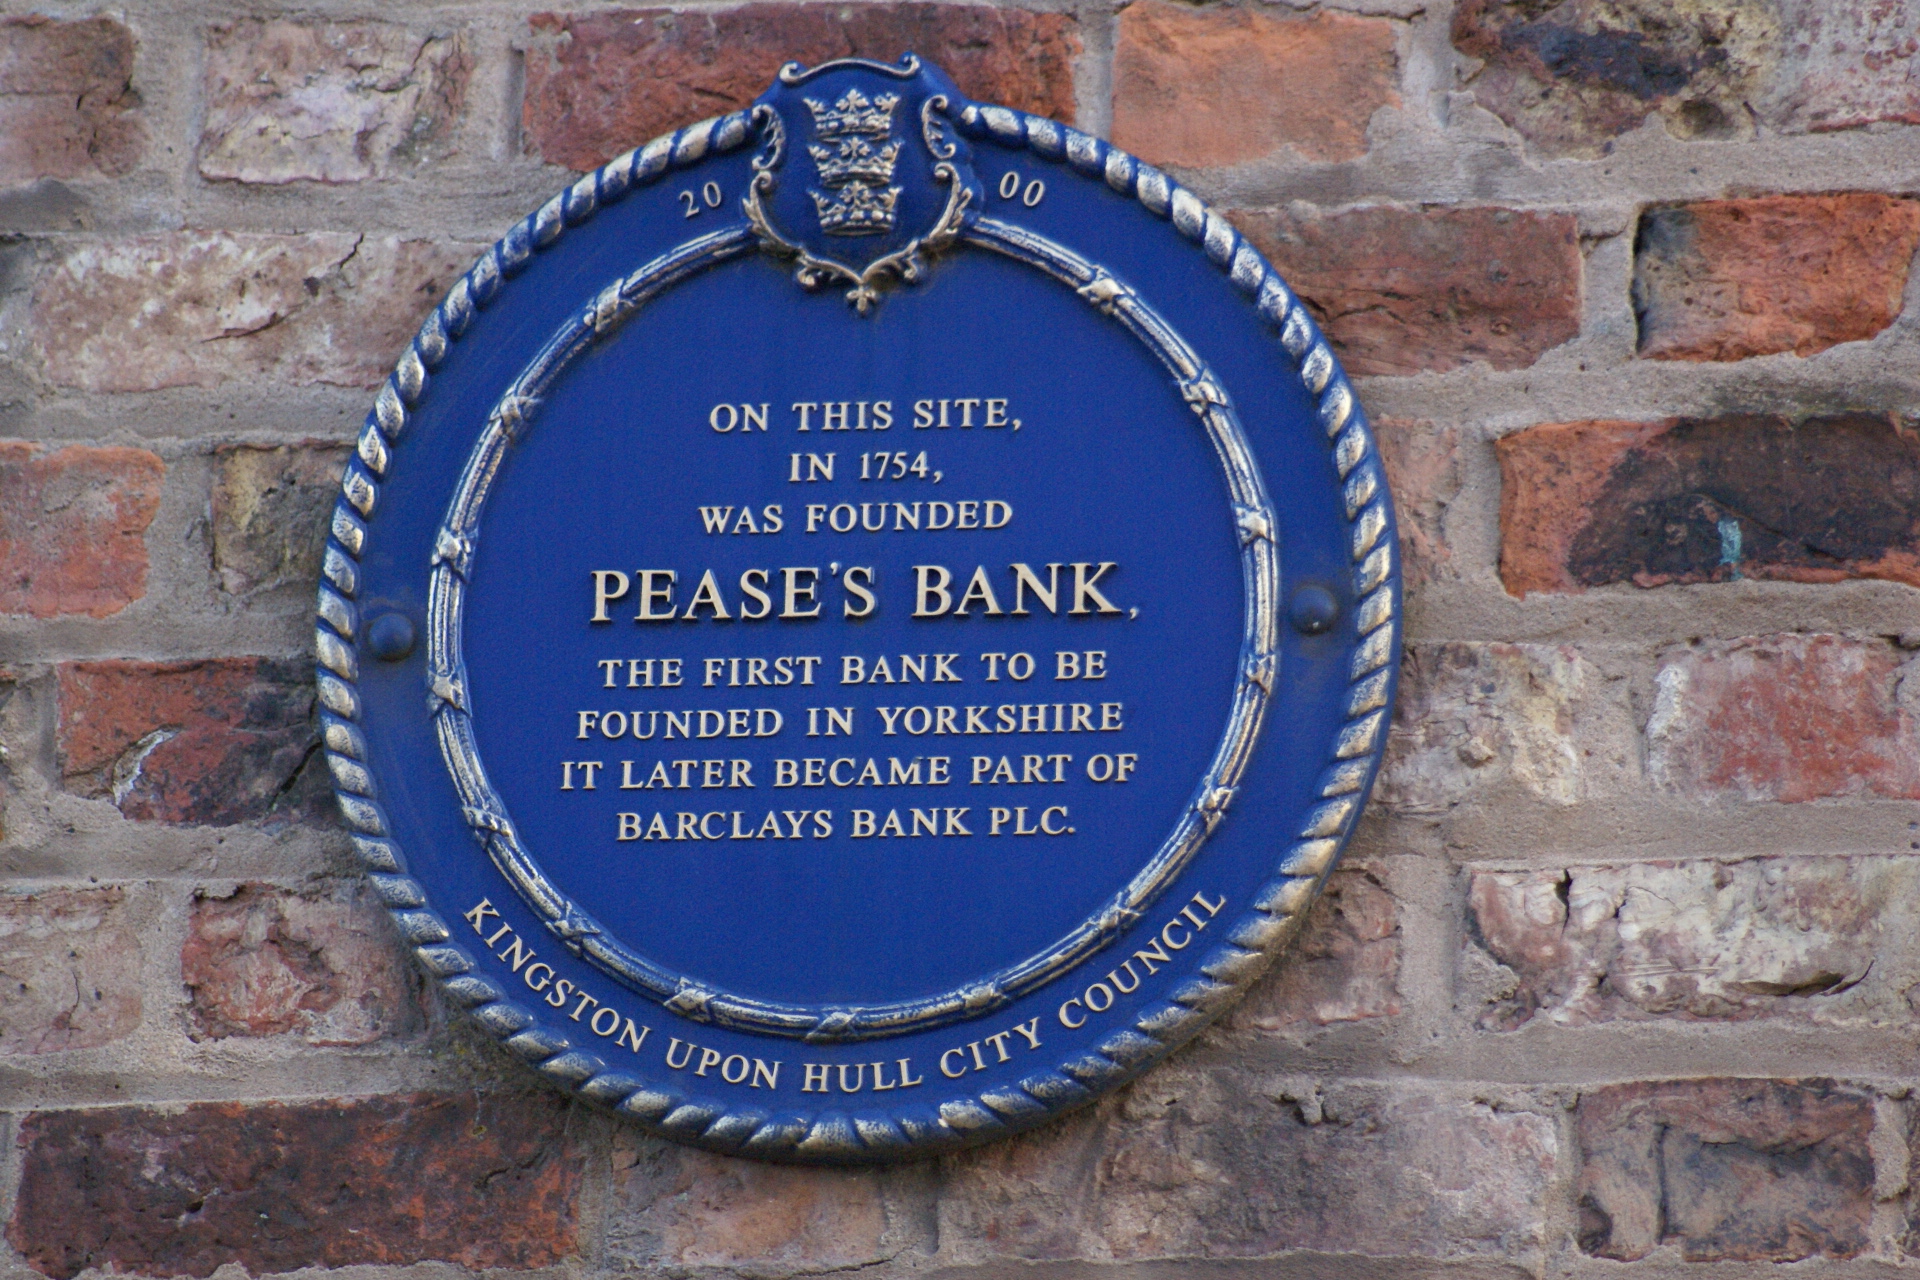 20 00
ON THIS SITE,
IN 1754,
WAS FOUNDED
PEASE'S BANK,
THE FIRST BANK TO BE
FOUNDED IN YORKSHIRE
IT LATER BECAME PART OF
BARCLAYS BANK PLC.
KINGSTON UPON HULL CITY COUNCIL